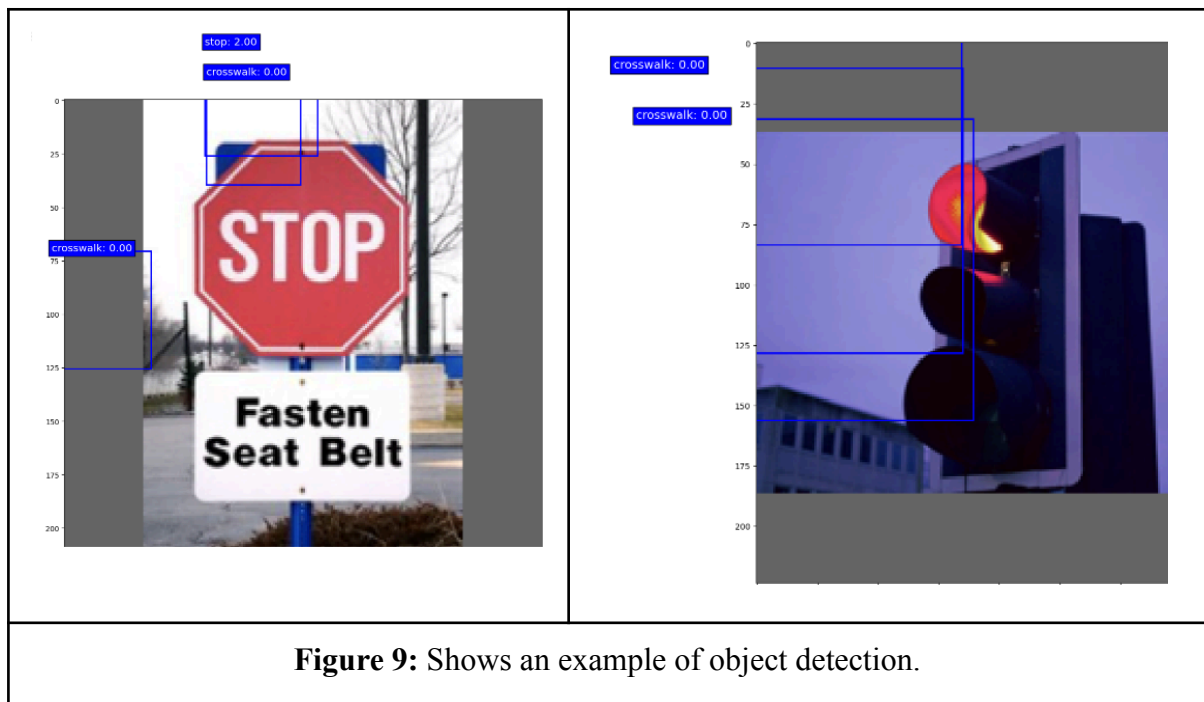 stop: 2.00
crosswalk: 0.00
0
25
50
crosswalk: 0.00
75
100
125
150
175
200
STOP
Fasten
Seat Belt
0
crosswalk: 0.00
25
crosswalk: 0.00
50
75
100
125
150
175
200
Figure 9: Shows an example of object detection.